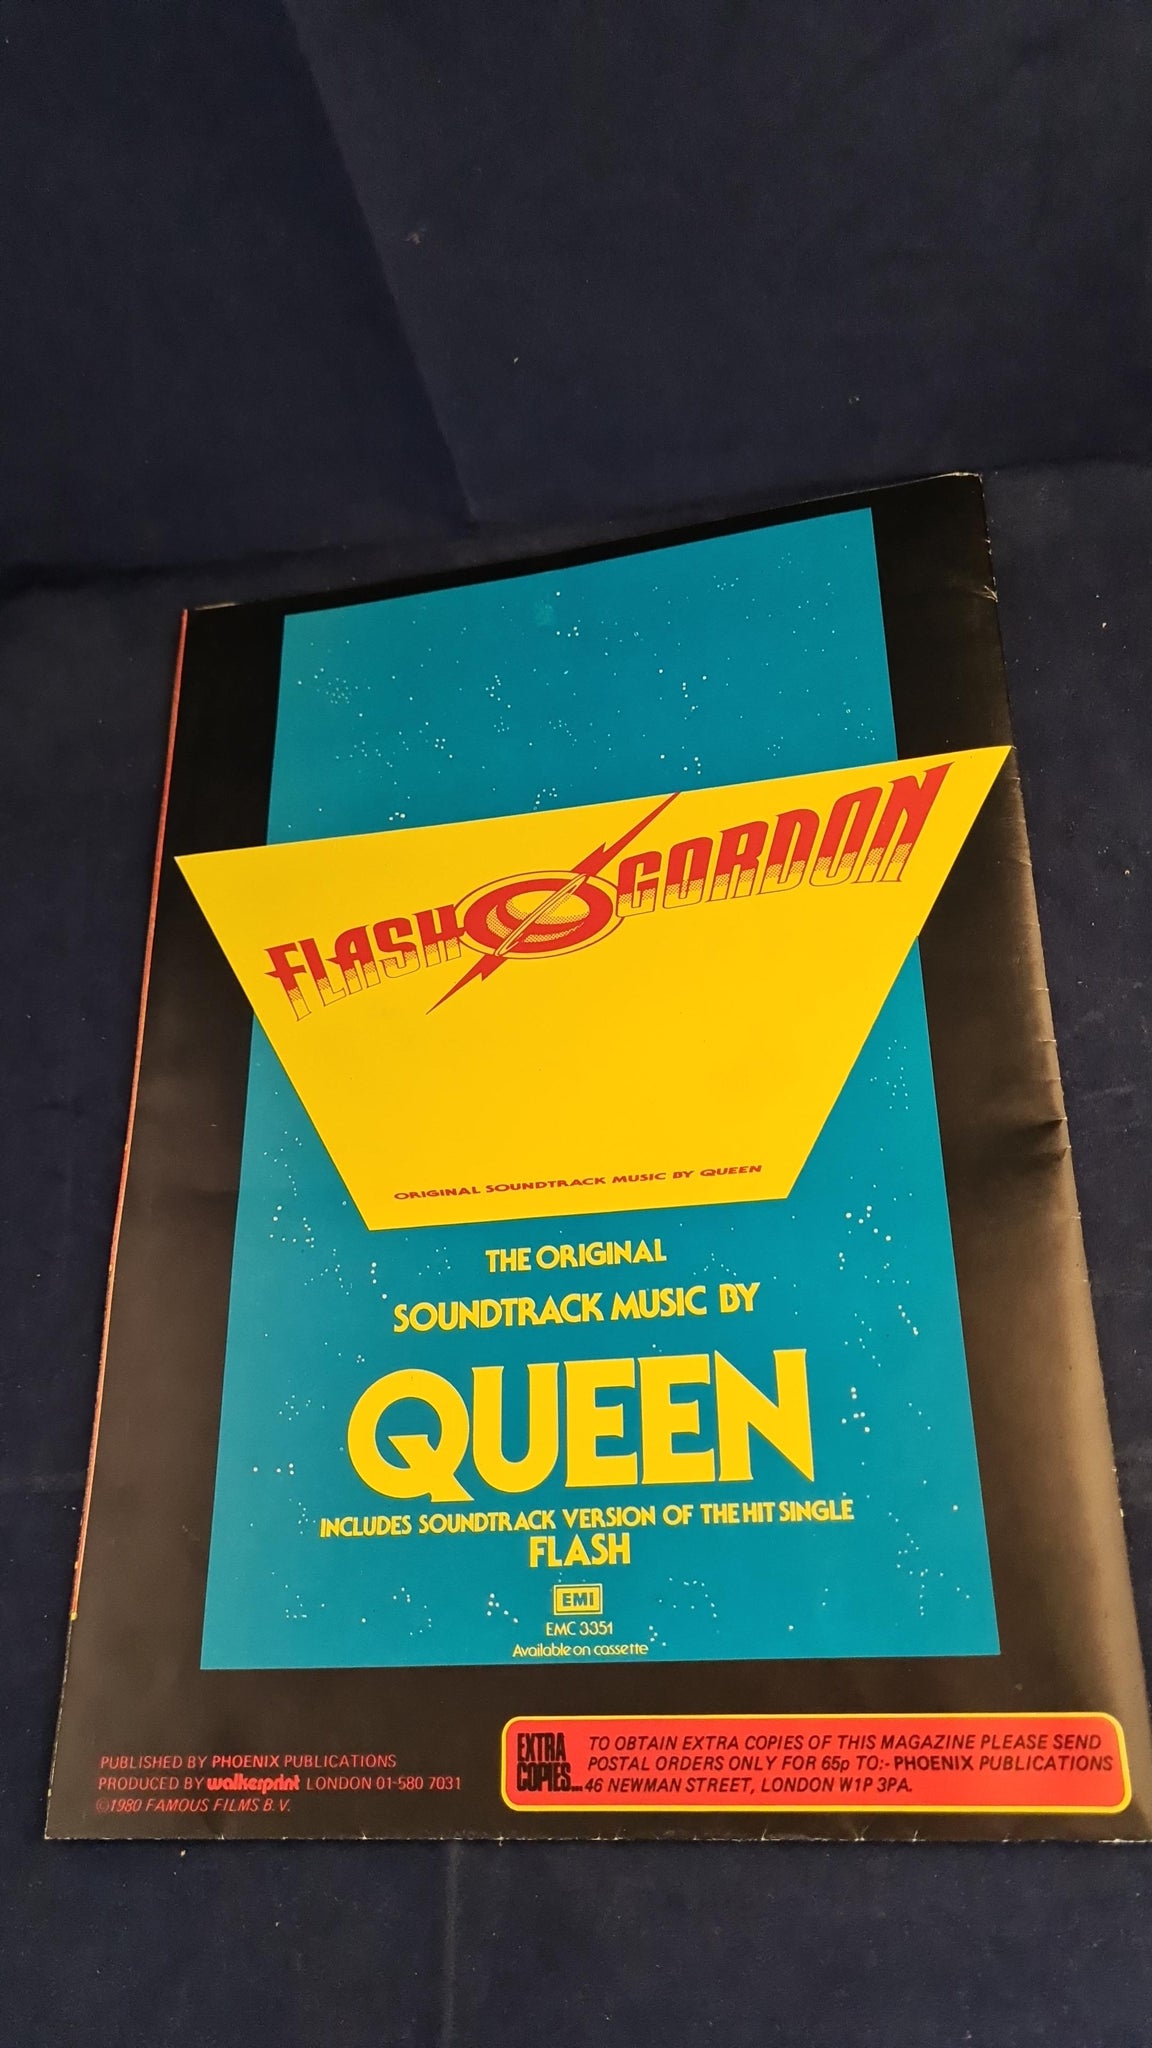 FLASH GORDON
ORIGINAL SOUNDTRACK MUSIC BY QUEEN
THE ORIGINAL
SOUNDTRACK MUSIC BY
QUEEN
INCLUDES SOUNDTRACK VERSION OF THE HIT SINGLE
FLASH
EMI
EMC 3351
Available on cassette
PUBLISHED BY PHOENIX PUBLICATIONS
PRODUCED BY walkerprint LONDON 01-580 7031
©1980 FAMOUS FILMS B.V.
EXTRA
COPIES...
TO OBTAIN EXTRA COPIES OF THIS MAGAZINE PLEASE SEND
POSTAL ORDERS ONLY FOR 65p TO:- PHOENIX PUBLICATIONS
46 NEWMAN STREET, LONDON W1P 3PA.